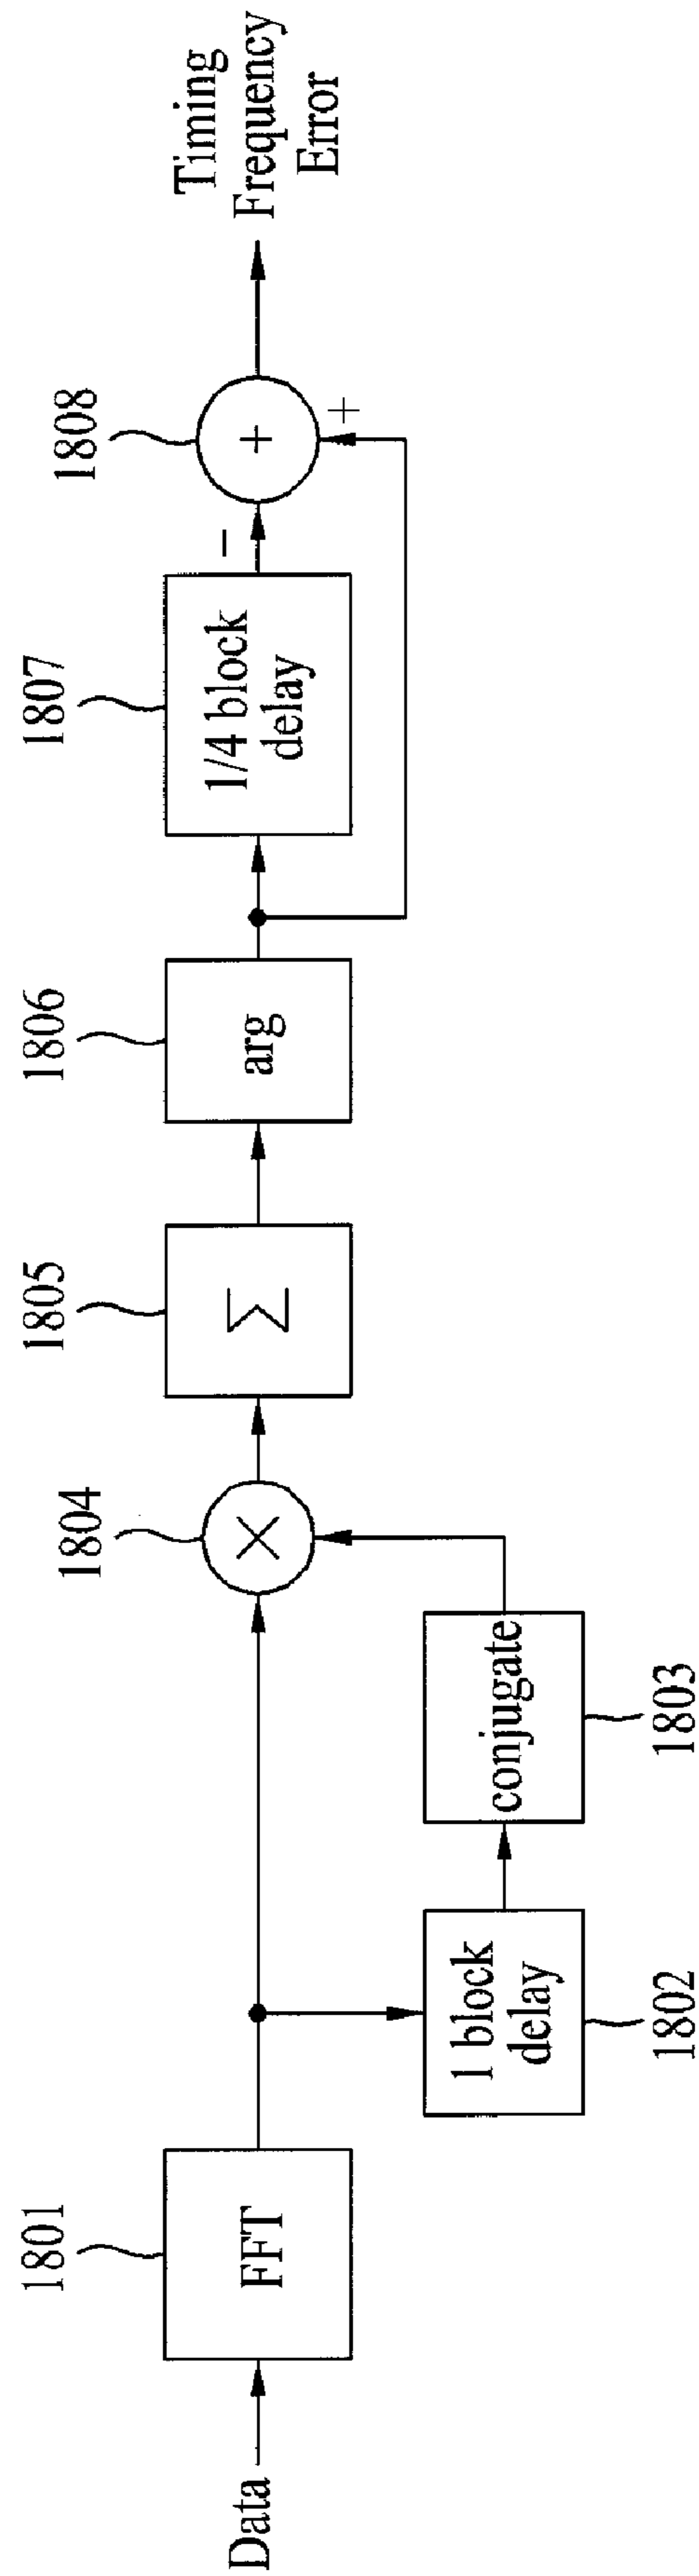 Data
1801
FFT
1 block
delay
1802
conjugate
1803
1804
×
1805
Σ
1806
arg
1807
1/4 block
delay
−
1808
+
+
Timing
Frequency
Error